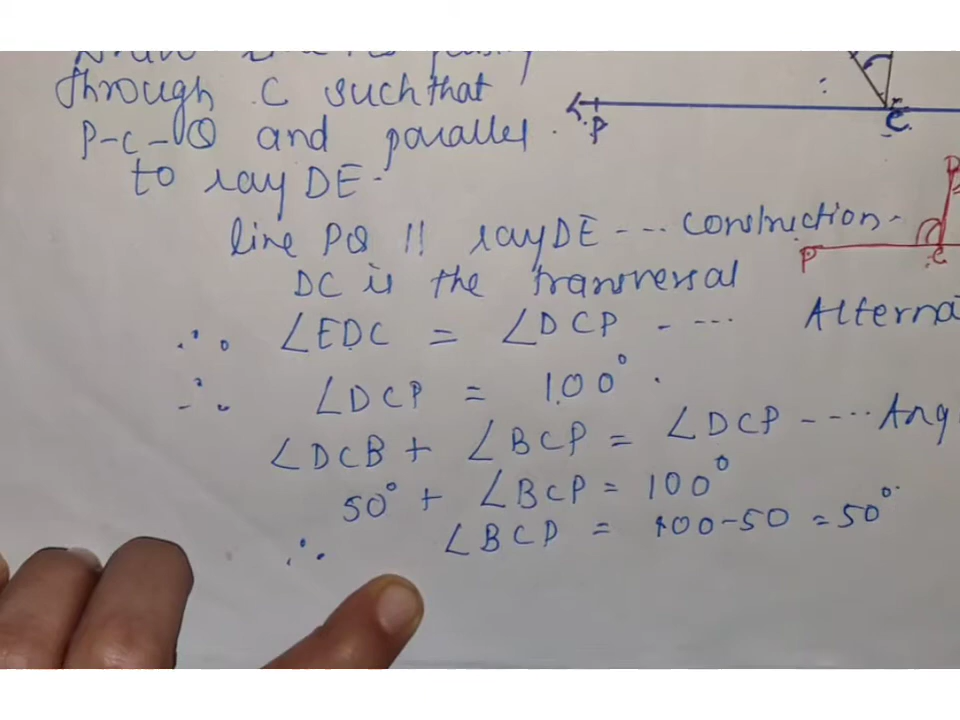 through C such that
P-C-Q and parallel
to ray DE.
line PQ || ray DE --- construction.
DC is the transversal
∴ ∠EDC = ∠DCP - --- Alterna
∴ ∠DCP = 100°.
∠DCB + ∠BCP = ∠DCP ----- Ang
50° + ∠BCP = 100°
∴ ∠BCP = 100-50 = 50°
P
C
P
C